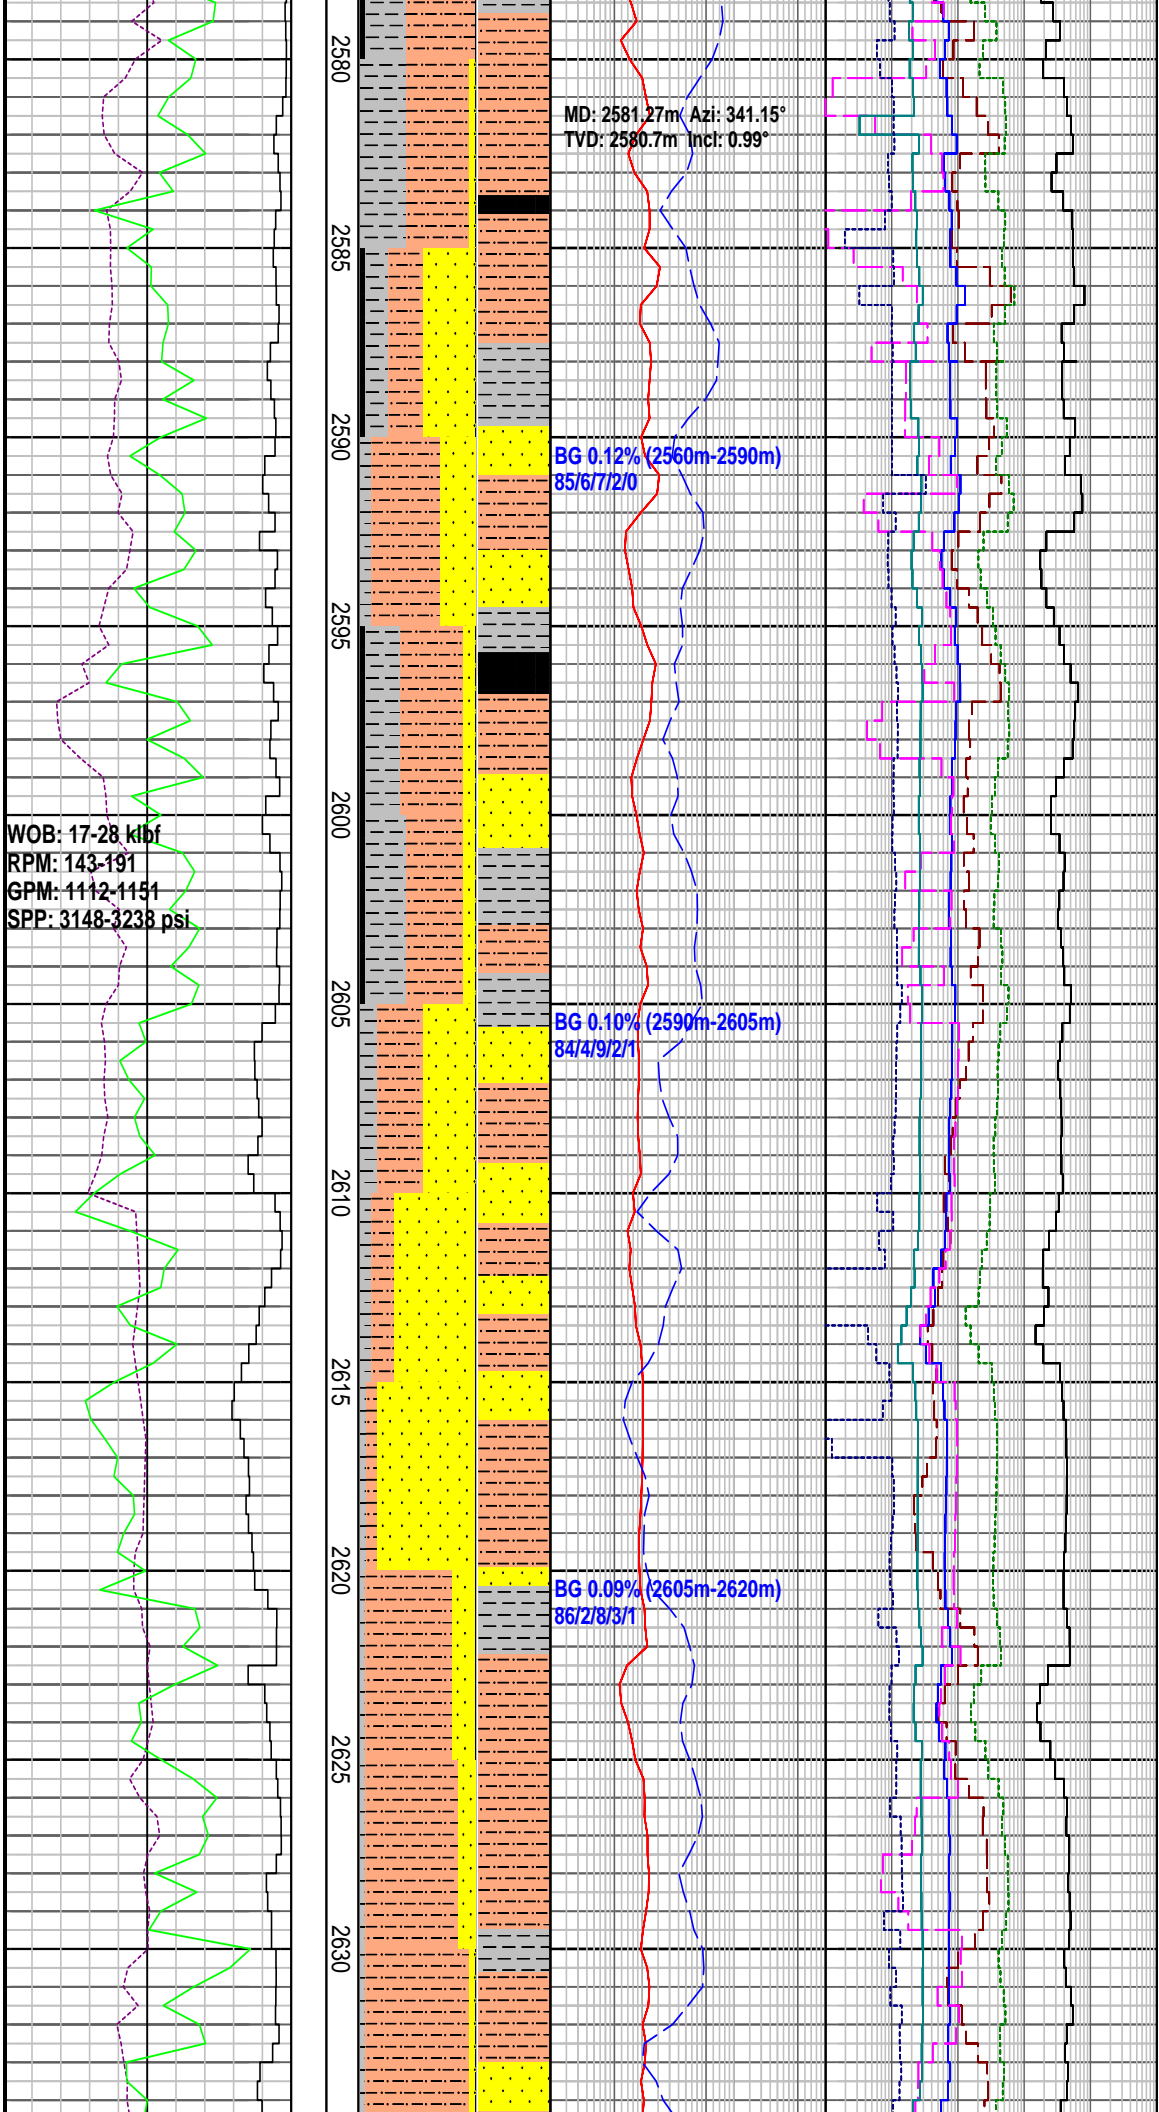 2580
MD: 2581.27m Azi: 341.15°
TVD: 2580.7m Incl: 0.99°
2585
2590
BG 0.12% (2560m-2590m)
85/6/7/2/0
2595
2600
WOB: 17-28 klbf
RPM: 143-191
GPM: 1112-1151
SPP: 3148-3238 psi
2605
BG 0.10% (2590m-2605m)
84/4/9/2/1
2610
2615
2620
BG 0.09% (2605m-2620m)
86/2/8/3/1
2625
2630